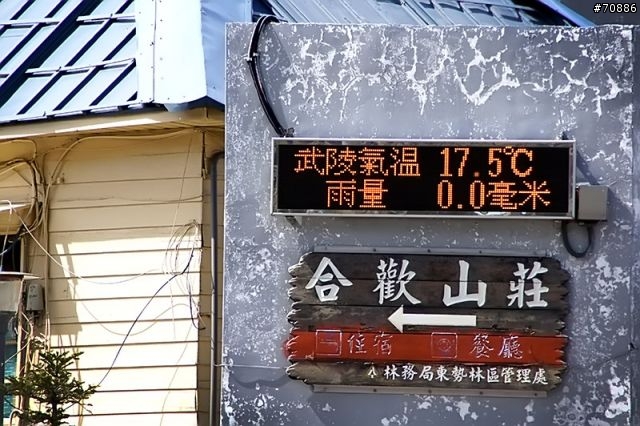 #70886
武陵氣温 17.5℃
雨量 0.0毫米
合歡山莊
住宿 餐廳
林務局東勢林區管理處